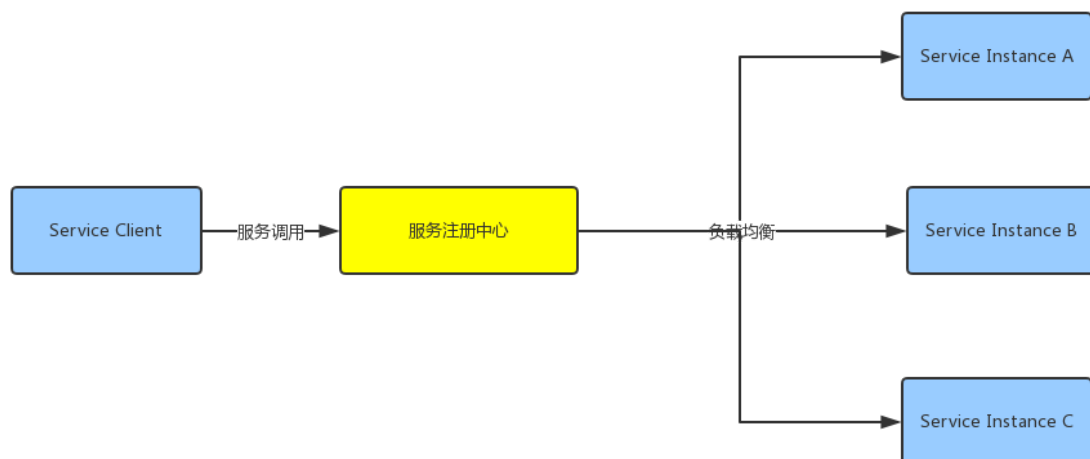 Service Instance A
Service Client
服务调用
服务注册中心
负载均衡
Service Instance B
Service Instance C